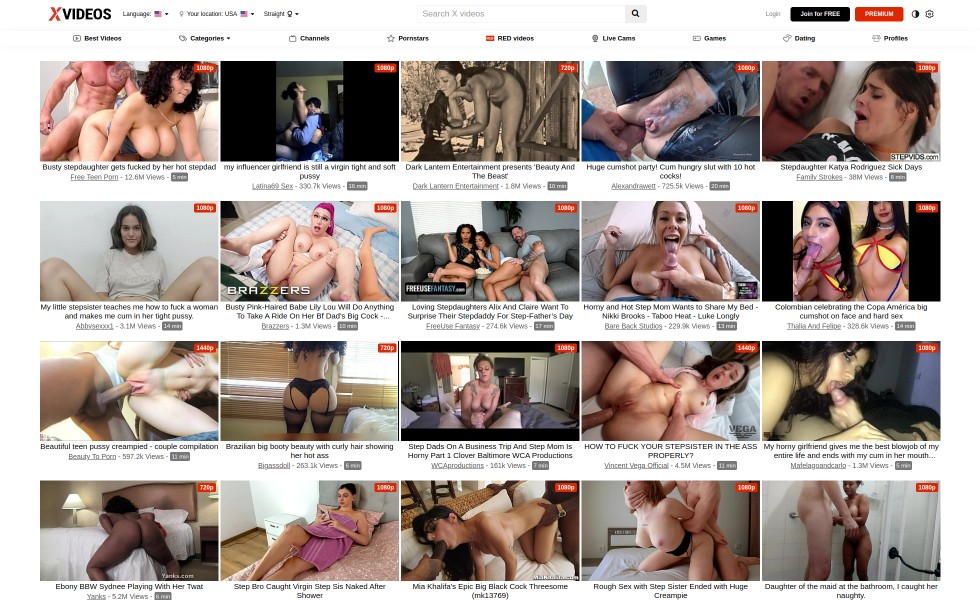 XVIDEOS Language: Your location: USA Straight Search X videos Login Join for FREE PREMIUM
Best Videos Categories Channels Pornstars RED videos Live Cams Games Dating Profiles
1080p 1080p 720p 1080p 1080p
STEPVIDS.com
Busty stepdaughter gets fucked by her hot stepdad
Free Teen Porn - 12.6M Views - 5 min
my influencer girlfriend is still a virgin tight and soft
pussy
Latina69 Sex - 330.7k Views - 16 min
Dark Lantern Entertainment presents 'Beauty And
The Beast'
Dark Lantern Entertainment - 1.8M Views - 10 min
Huge cumshot party! Cum hungry slut with 10 hot
cocks!
Alexandrawett - 725.5k Views - 20 min
Stepdaughter Katya Rodriguez Sick Days
Family Strokes - 38M Views - 8 min
1080p 1080p 1080p 1080p 1080p
BRAZZERS
FREEUSEFANTASY.com
My little stepsister teaches me how to fuck a woman
and makes me cum in her tight pussy.
Abbvsexxx1 - 3.1M Views - 14 min
Busty Pink-Haired Babe Lily Lou Will Do Anything
To Take A Ride On Her Bf Dad's Big Cock -...
Brazzers - 1.3M Views - 10 min
Loving Stepdaughters Alix And Claire Want To
Surprise Their Stepdaddy For Step-Father's Day
FreeUse Fantasy - 274.6k Views - 17 min
Horny and Hot Step Mom Wants to Share My Bed -
Nikki Brooks - Taboo Heat - Luke Longly
Bare Back Studios - 229.9k Views - 13 min
Colombian celebrating the Copa América big
cumshot on face and hard sex
Thalia And Felipe - 328.6k Views - 14 min
1440p 720p 1080p 1440p 1080p
VEGA
Beautiful teen pussy creampied - couple compilation
Beauty To Porn - 597.2k Views - 11 min
Brazilian big booty beauty with curly hair showing
her hot ass
Bigassdoll - 263.1k Views - 6 min
Step Dads On A Business Trip And Step Mom Is
Horny Part 1 Clover Baltimore WCA Productions
WCAproductions - 161k Views - 7 min
HOW TO FUCK YOUR STEPSISTER IN THE ASS
PROPERLY?
Vincent Vega Official - 4.5M Views - 11 min
My horny girlfriend gives me the best blowjob of my
entire life and ends with my cum in her mouth...
Mafelagoandcarlo - 1.3M Views - 5 min
720p 1080p 1080p 1080p 1080p
Yanks.com
Ebony BBW Sydnee Playing With Her Twat
Yanks - 5.2M Views - 6 min
Step Bro Caught Virgin Step Sis Naked After
Shower
Mia Khalifa's Epic Big Black Cock Threesome
(mk13769)
Rough Sex with Step Sister Ended with Huge
Creampie
Daughter of the maid at the bathroom, I caught her
naughty.